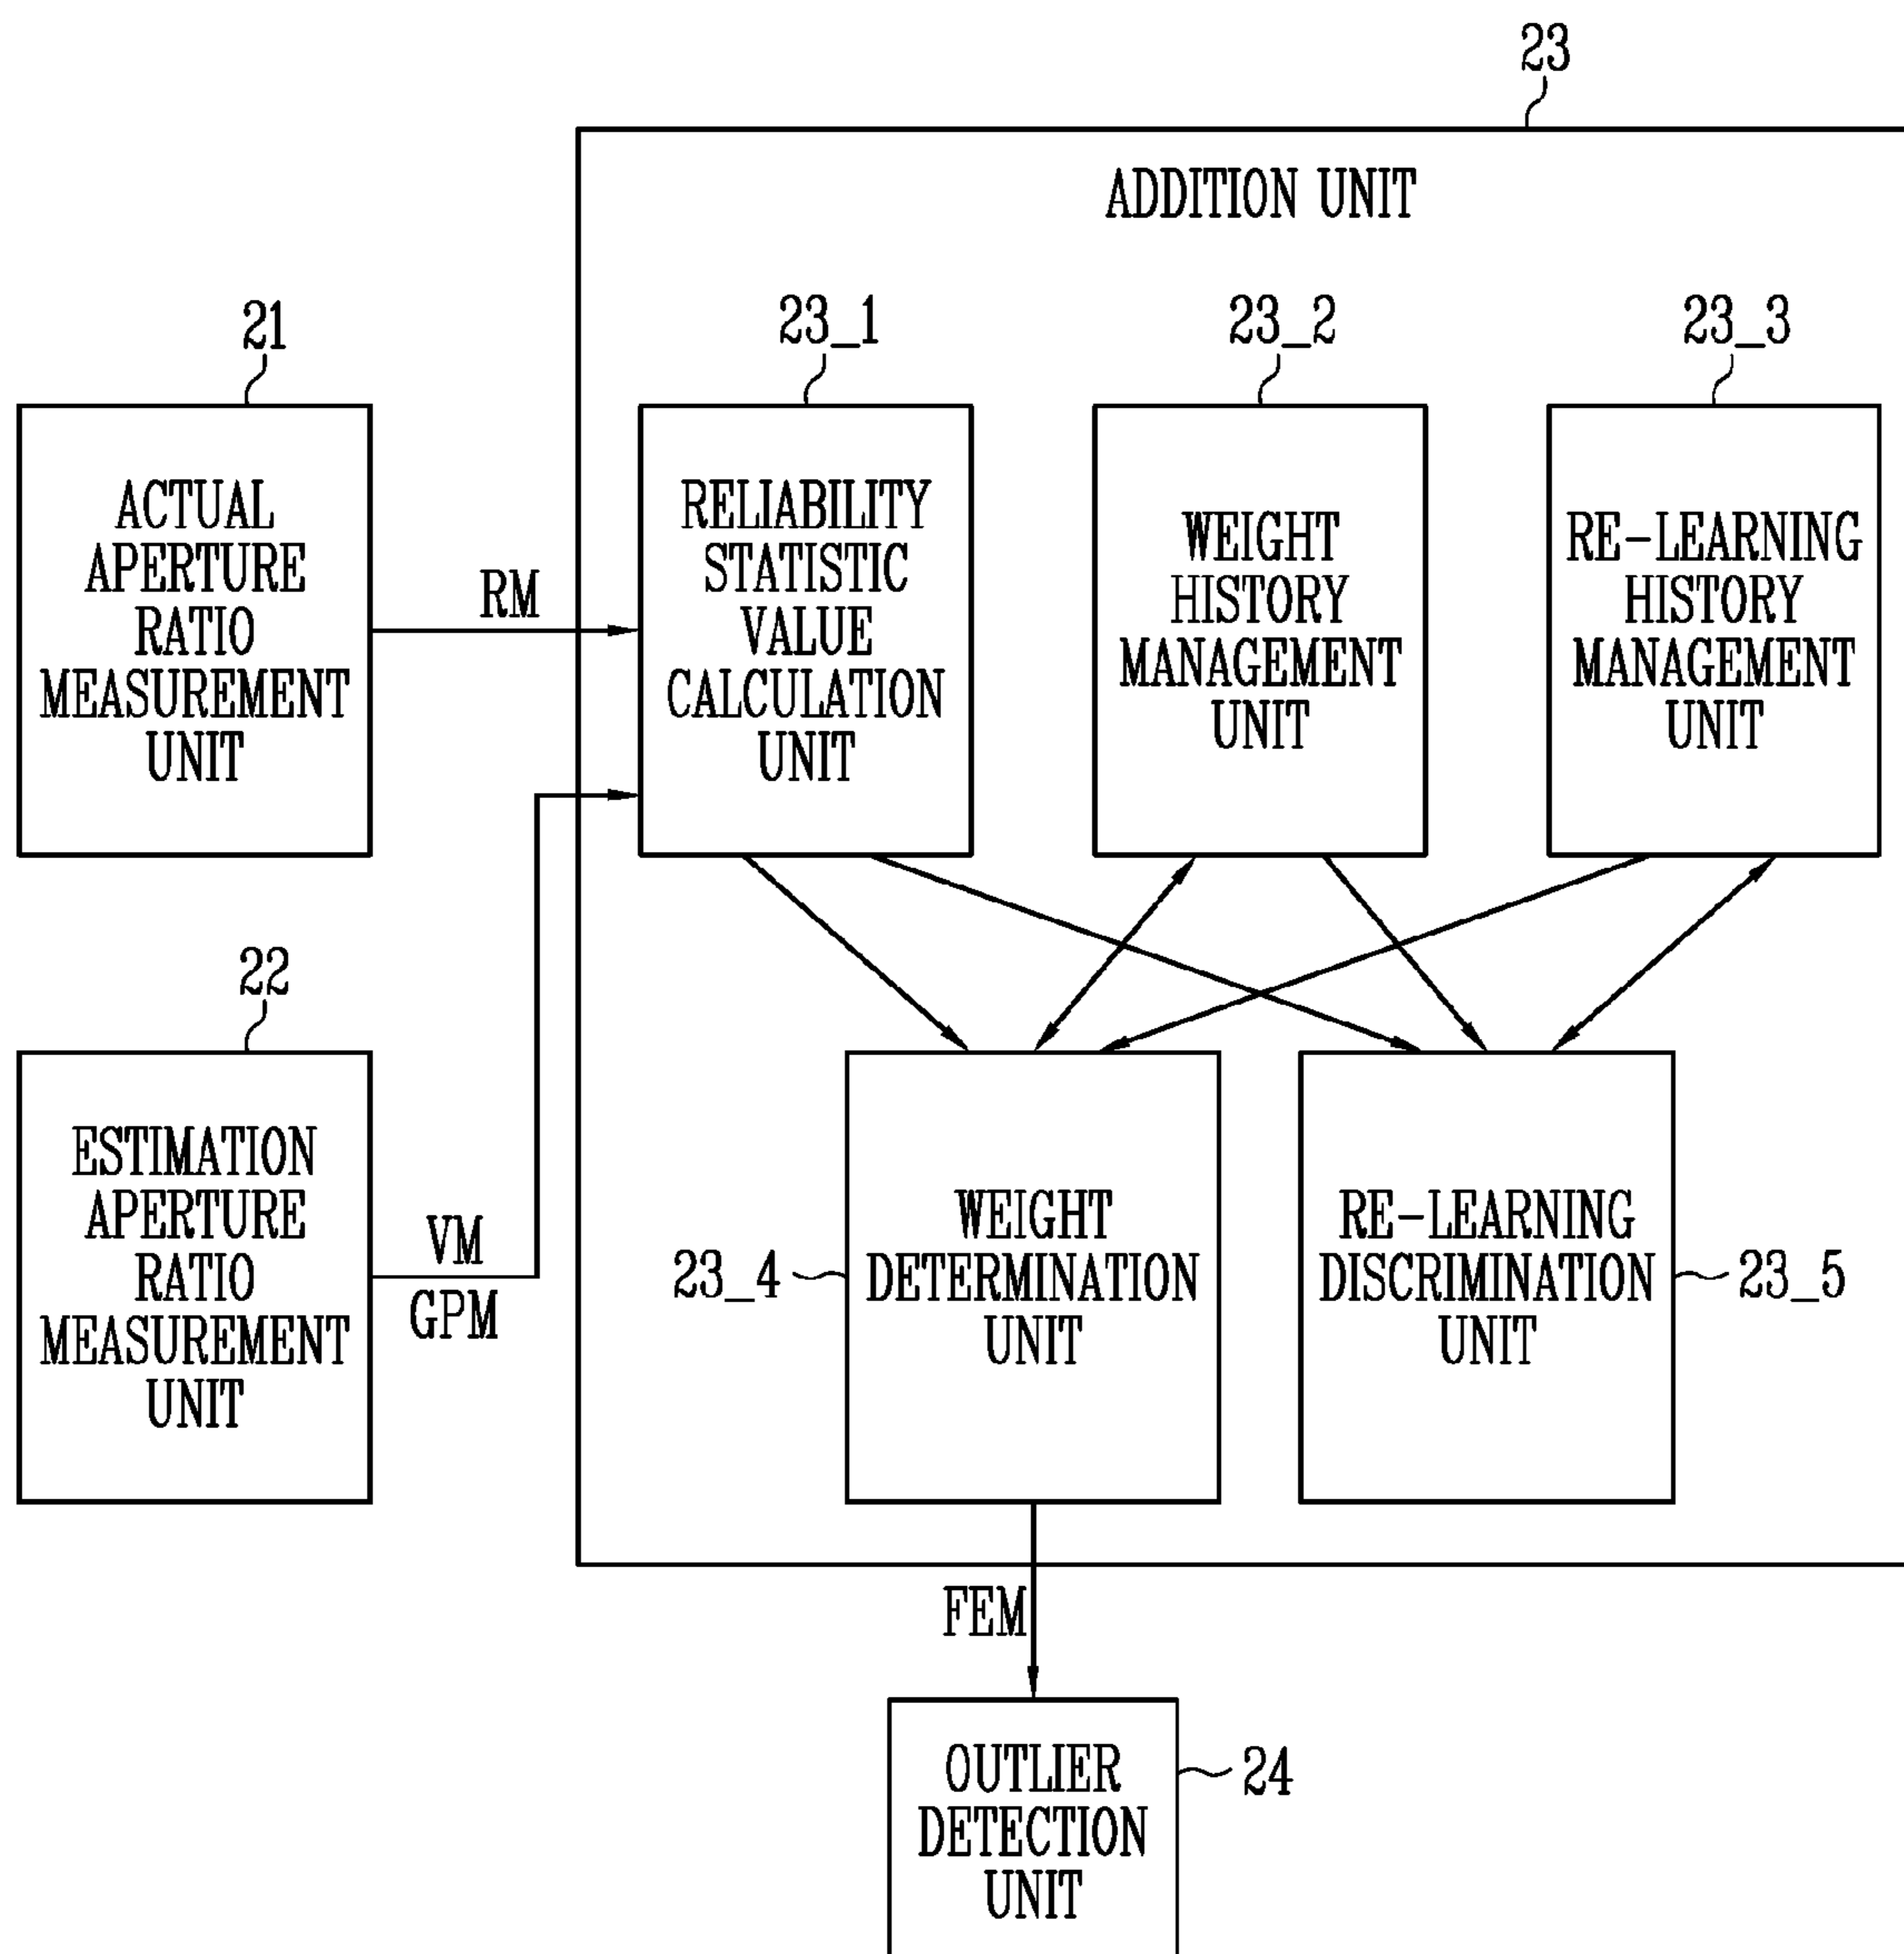 23
ADDITION UNIT
21
23_1
23_2
23_3
ACTUAL
APERTURE
RATIO
MEASUREMENT
UNIT
RM
RELIABILITY
STATISTIC
VALUE
CALCULATION
UNIT
WEIGHT
HISTORY
MANAGEMENT
UNIT
RE-LEARNING
HISTORY
MANAGEMENT
UNIT
22
ESTIMATION
APERTURE
RATIO
MEASUREMENT
UNIT
VM
GPM
23_4
WEIGHT
DETERMINATION
UNIT
RE-LEARNING
DISCRIMINATION
UNIT
23_5
FEM
OUTLIER
DETECTION
UNIT
24